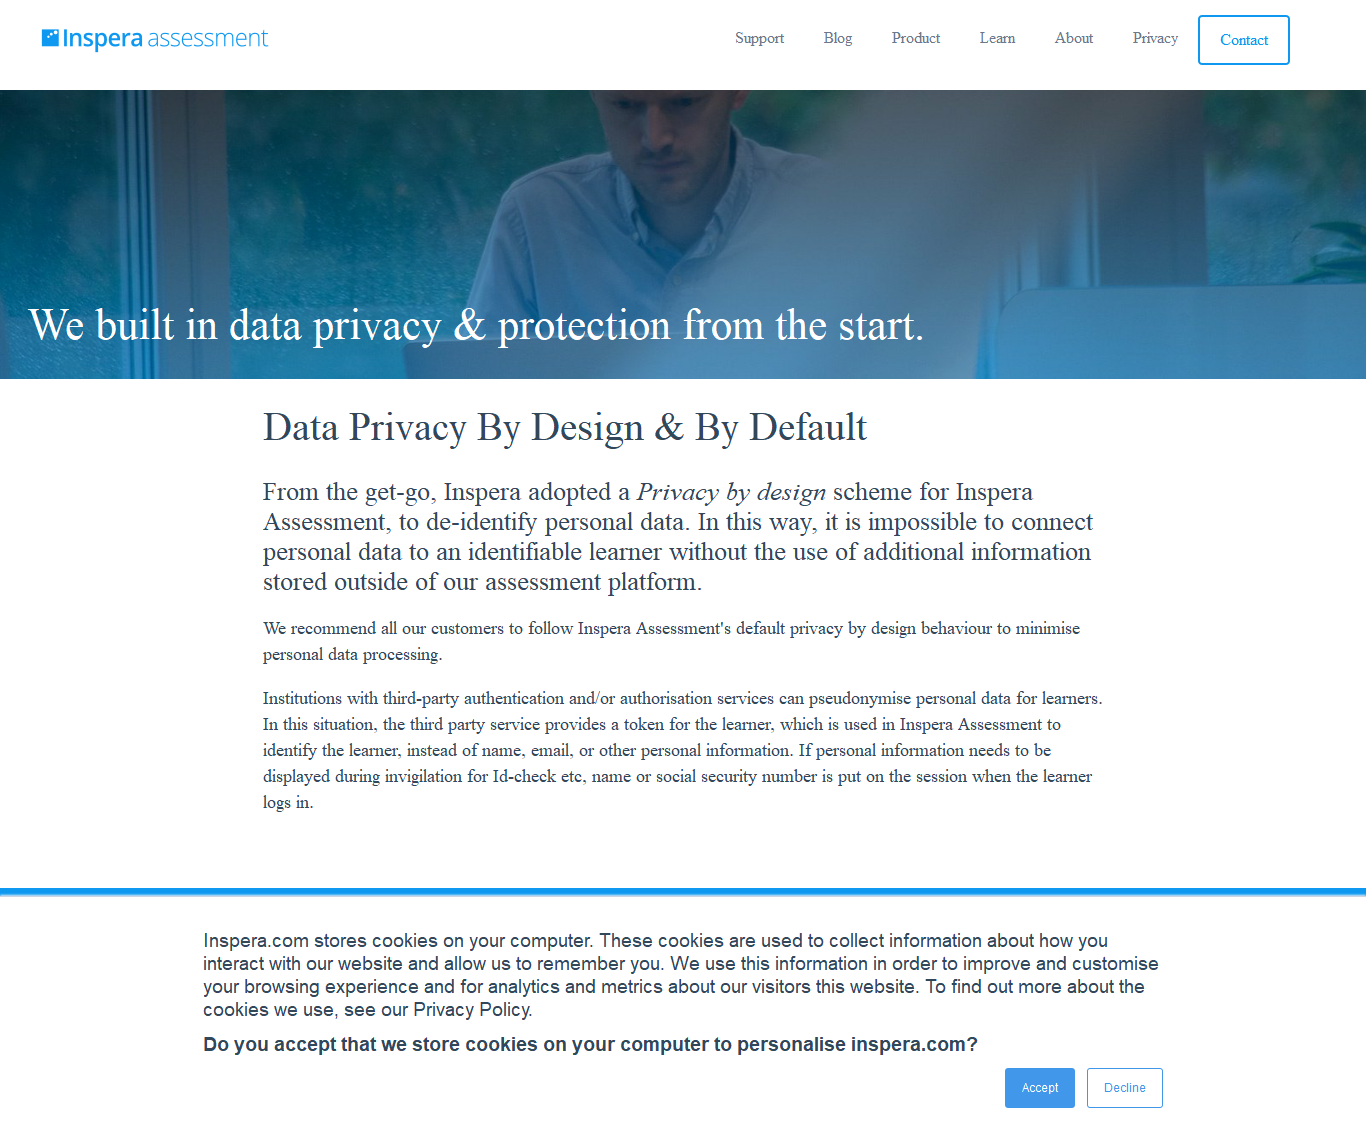 Inspera assessment
Support Blog Product Learn About Privacy Contact
We built in data privacy & protection from the start.
Data Privacy By Design & By Default
From the get-go, Inspera adopted a Privacy by design scheme for Inspera
Assessment, to de-identify personal data. In this way, it is impossible to connect
personal data to an identifiable learner without the use of additional information
stored outside of our assessment platform.
We recommend all our customers to follow Inspera Assessment's default privacy by design behaviour to minimise
personal data processing.
Institutions with third-party authentication and/or authorisation services can pseudonymise personal data for learners.
In this situation, the third party service provides a token for the learner, which is used in Inspera Assessment to
identify the learner, instead of name, email, or other personal information. If personal information needs to be
displayed during invigilation for Id-check etc, name or social security number is put on the session when the learner
logs in.
Inspera.com stores cookies on your computer. These cookies are used to collect information about how you
interact with our website and allow us to remember you. We use this information in order to improve and customise
your browsing experience and for analytics and metrics about our visitors this website. To find out more about the
cookies we use, see our Privacy Policy.
Do you accept that we store cookies on your computer to personalise inspera.com?
Accept Decline